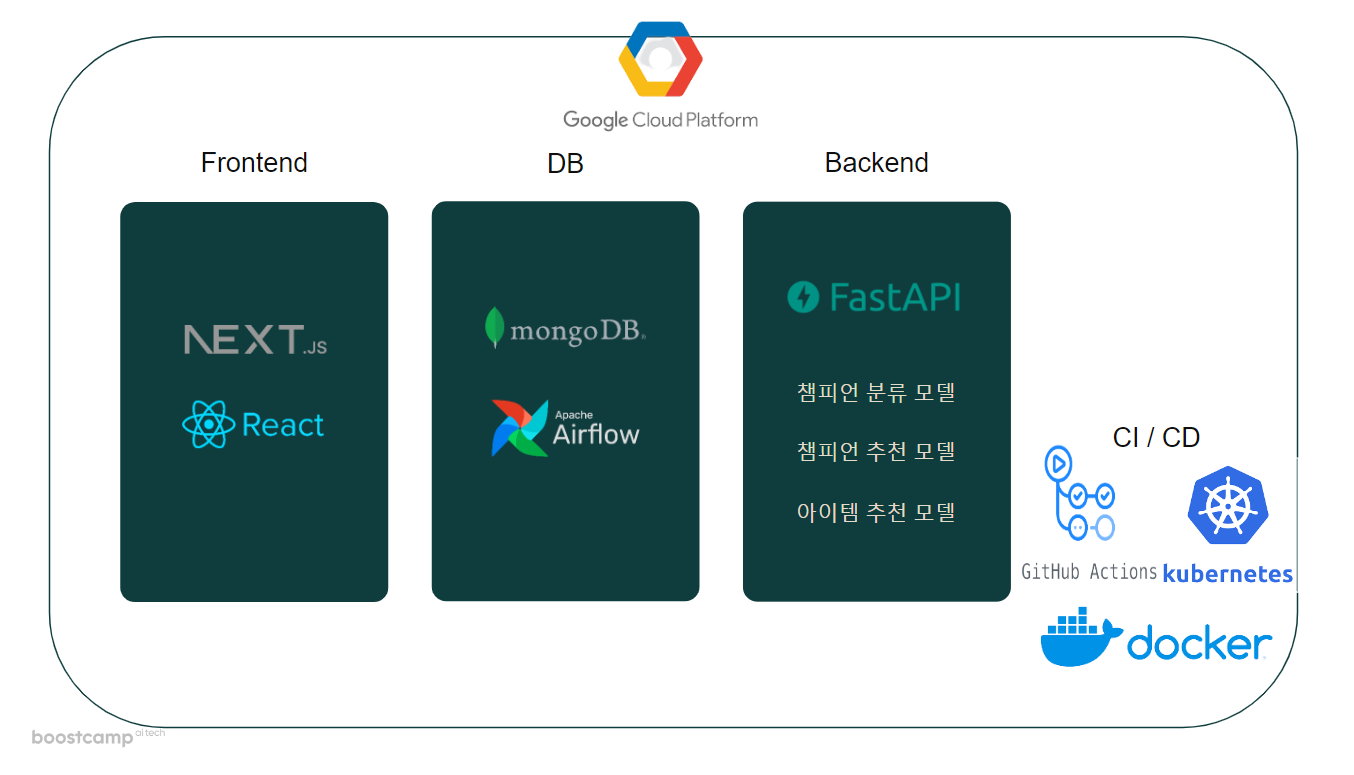 Google Cloud Platform
Frontend
DB
Backend
NEXT.JS
React
mongoDB®
Apache
Airflow
FastAPI
챔피언 분류 모델
챔피언 추천 모델
아이템 추천 모델
CI / CD
GitHub Actions
kubernetes
docker
boostcamp ai tech